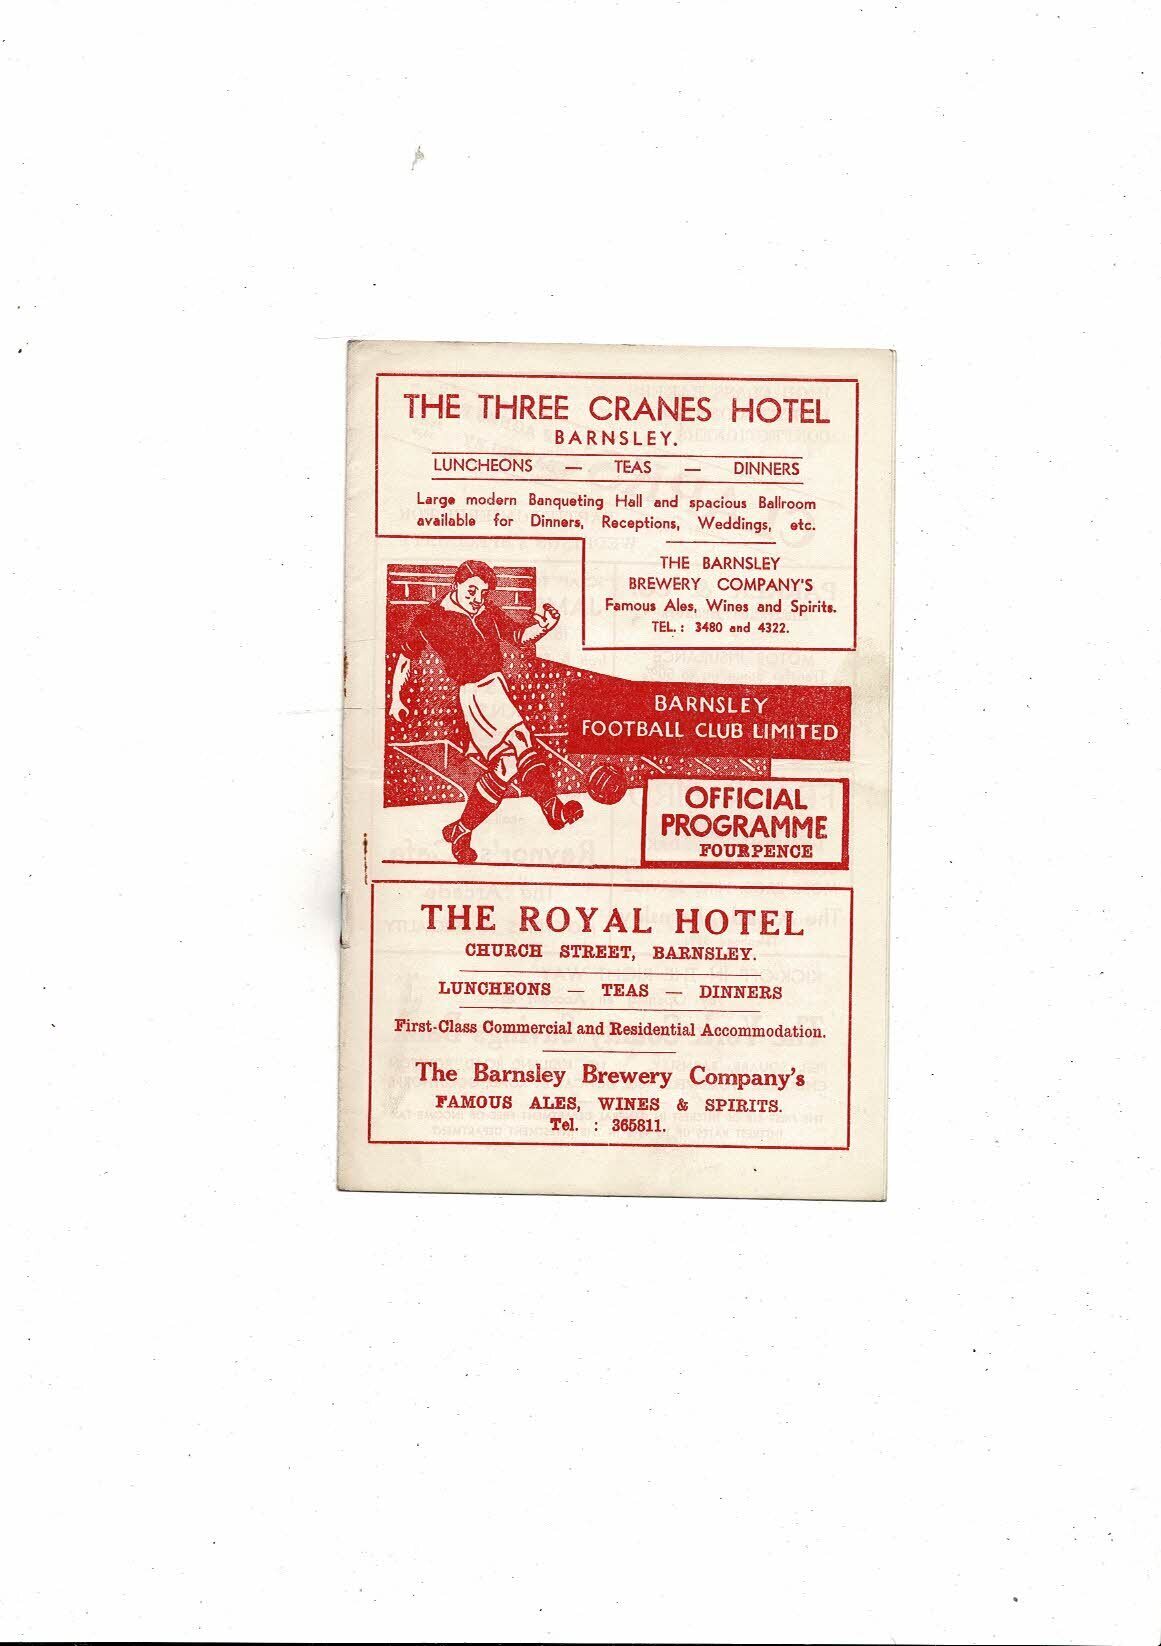 THE THREE CRANES HOTEL
BARNSLEY.
LUNCHEONS — TEAS — DINNERS
Large modern Banqueting Hall and spacious Ballroom
available for Dinners, Receptions, Weddings, etc.
THE BARNSLEY
BREWERY COMPANY'S
Famous Ales, Wines and Spirits.
TEL. : 3480 and 4322.
BARNSLEY
FOOTBALL CLUB LIMITED
OFFICIAL
PROGRAMME
FOURPENCE
THE ROYAL HOTEL
CHURCH STREET, BARNSLEY.
LUNCHEONS — TEAS — DINNERS
First-Class Commercial and Residential Accommodation.
The Barnsley Brewery Company's
FAMOUS ALES, WINES & SPIRITS.
Tel. : 365811.